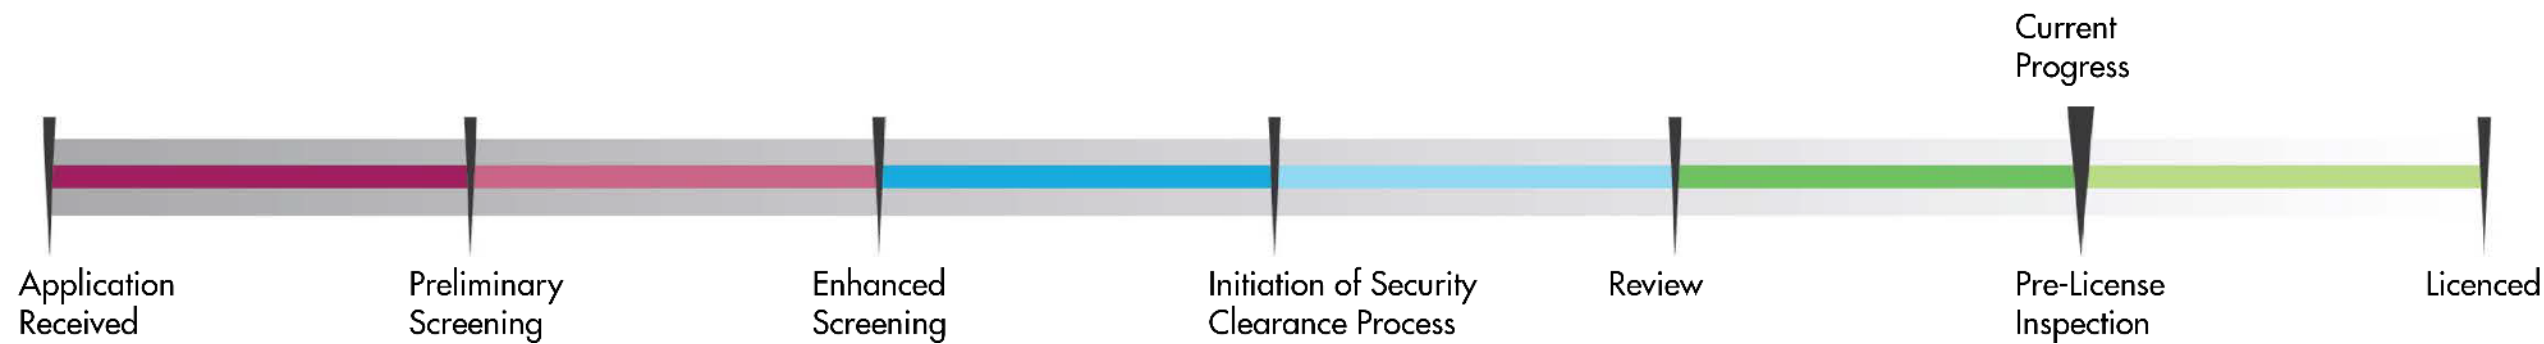 Current
Progress
Application
Received
Preliminary
Screening
Enhanced
Screening
Initiation of Security
Clearance Process
Review
Pre-License
Inspection
Licenced